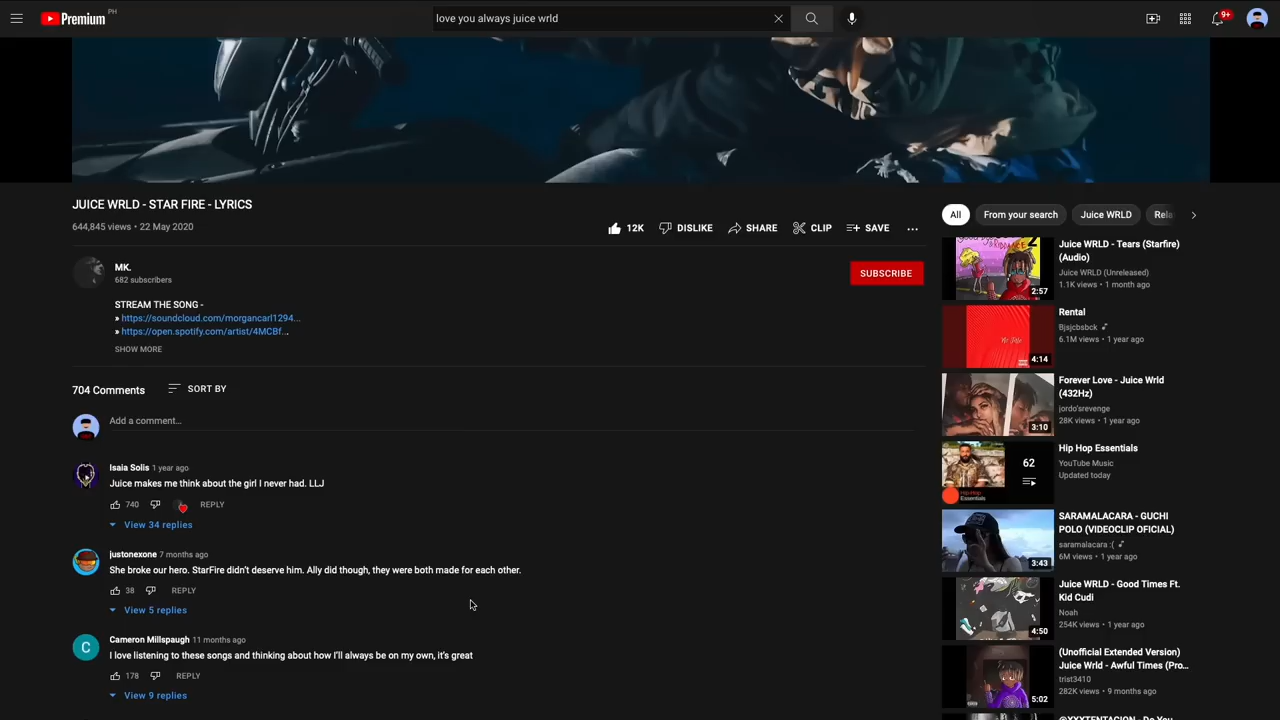 Premium
PH
love you always juice wrld
9+
JUICE WRLD - STAR FIRE - LYRICS
644,845 views • 22 May 2020
12K
DISLIKE
SHARE
CLIP
SAVE
MK.
682 subscribers
SUBSCRIBE
STREAM THE SONG -
» https://soundcloud.com/morgancarl1294...
» https://open.spotify.com/artist/4MCBf...
SHOW MORE
704 Comments
SORT BY
Add a comment...
Isaia Solis 1 year ago
Juice makes me think about the girl I never had. LLJ
740
REPLY
View 34 replies
justonexone 7 months ago
She broke our hero. StarFire didn't deserve him. Ally did though, they were both made for each other.
38
REPLY
View 5 replies
C
Cameron Millspaugh 11 months ago
I love listening to these songs and thinking about how I'll always be on my own, it's great
178
REPLY
View 9 replies
All
From your search
Juice WRLD
Rela
2:57
Juice WRLD - Tears (Starfire)
(Audio)
Juice WRLD (Unreleased)
1.1K views • 1 month ago
4:14
Rental
Bjsjcbsbck
6.1M views • 1 year ago
3:10
Forever Love - Juice Wrld
(432Hz)
jordo'srevenge
28K views • 1 year ago
62
Hip-Hop
Essentials
Hip Hop Essentials
YouTube Music
Updated today
3:43
SARAMALACARA - GUCHI
POLO (VIDEOCLIP OFICIAL)
saramalacara :(
6M views • 1 year ago
4:50
Juice WRLD - Good Times Ft.
Kid Cudi
Noah
254K views • 1 year ago
5:02
(Unofficial Extended Version)
Juice Wrld - Awful Times (Pro...
trist3410
282K views • 9 months ago